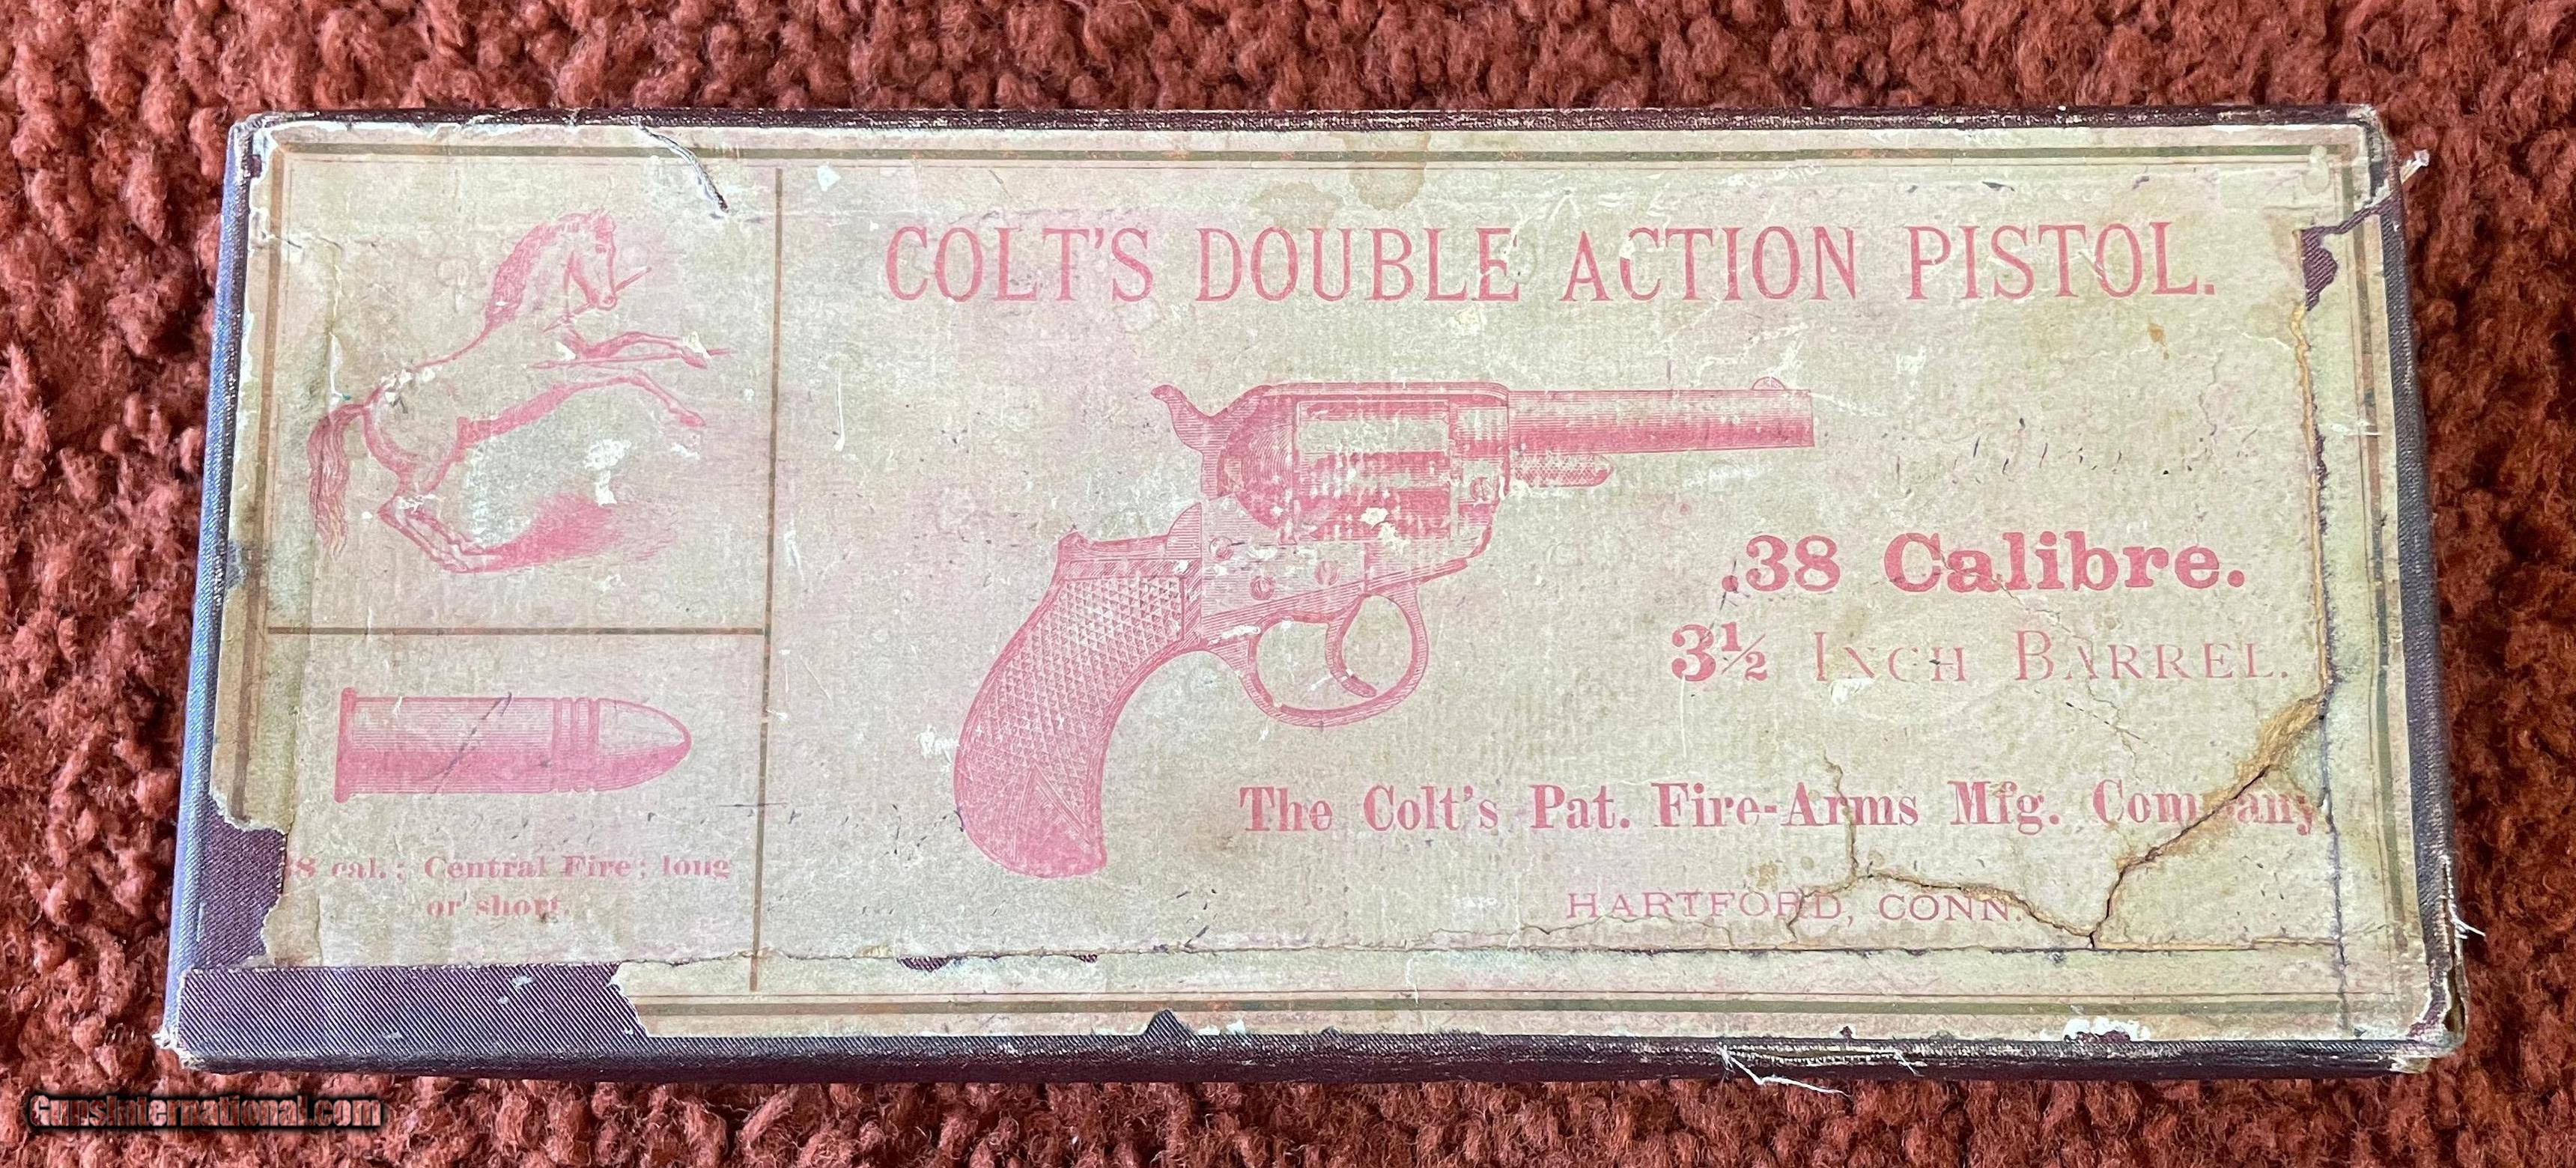 COLT'S DOUBLE ACTION PISTOL.
.38 Calibre.
3½ INCH BARREL.
The Colt's Pat. Fire-Arms Mfg. Company
HARTFORD, CONN.
8 cal.; Central Fire; long
or short.
GunsInternational.com